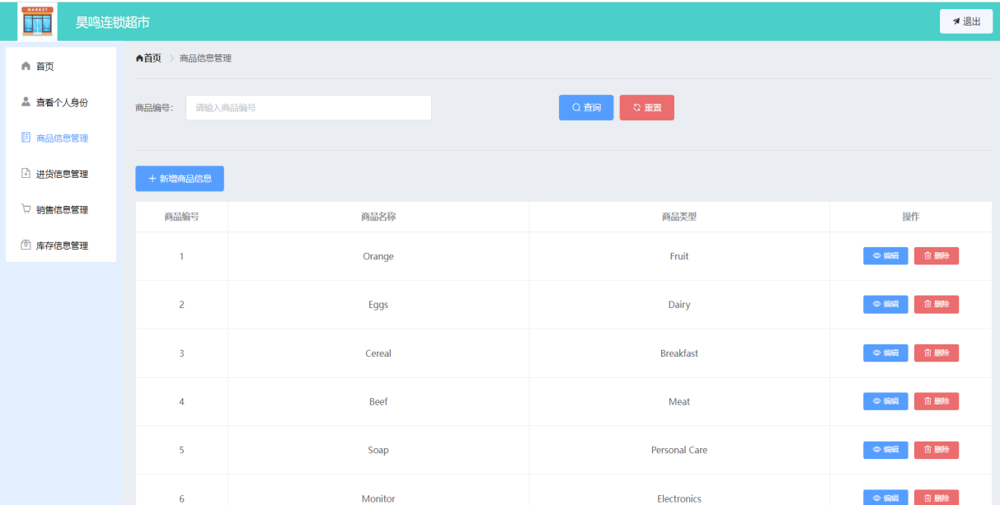 MARKET
昊鸣连锁超市
退出
首页
查看个人身份
商品信息管理
进货信息管理
销售信息管理
库存信息管理
首页 > 商品信息管理
商品编号： 请输入商品编号 查询 重置
+ 新增商品信息
商品编号 商品名称 商品类型 操作
1 Orange Fruit 编辑 删除
2 Eggs Dairy 编辑 删除
3 Cereal Breakfast 编辑 删除
4 Beef Meat 编辑 删除
5 Soap Personal Care 编辑 删除
6 Monitor Electronics 编辑 删除